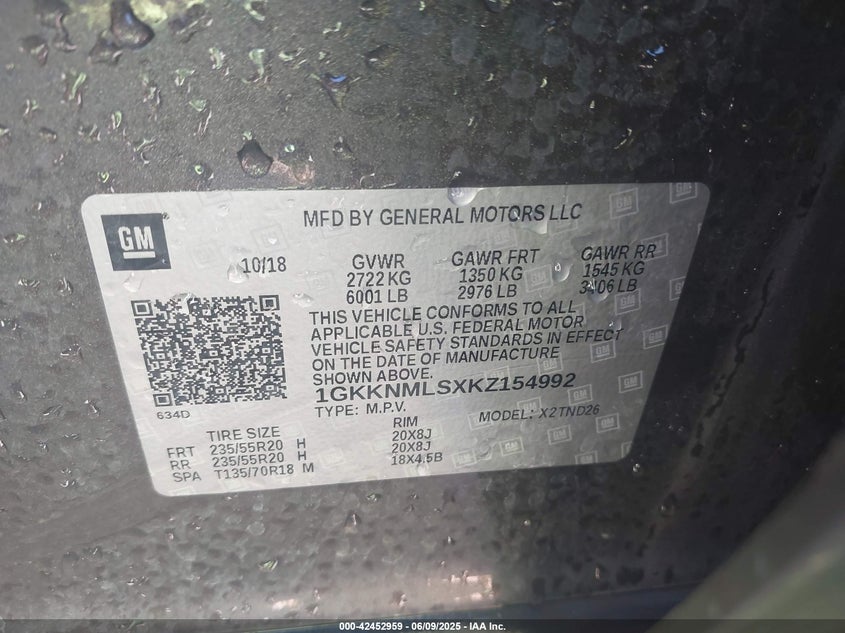 GM
MFD BY GENERAL MOTORS LLC
10/18 GVWR GAWR FRT GAWR RR
2722 KG 1350 KG 1545 KG
6001 LB 2976 LB 3406 LB
THIS VEHICLE CONFORMS TO ALL
APPLICABLE U.S. FEDERAL MOTOR
VEHICLE SAFETY STANDARDS IN EFFECT
ON THE DATE OF MANUFACTURE
SHOWN ABOVE.
1GKKNMLSXKZ154992
634D
TYPE: M.P.V. MODEL: X2TND26
TIRE SIZE RIM
FRT 235/55R20 H 20X8J
RR 235/55R20 H 20X8J
SPA T135/70R18 M 18X4.5B
000-42452959 - 06/09/2025 - IAA Inc.